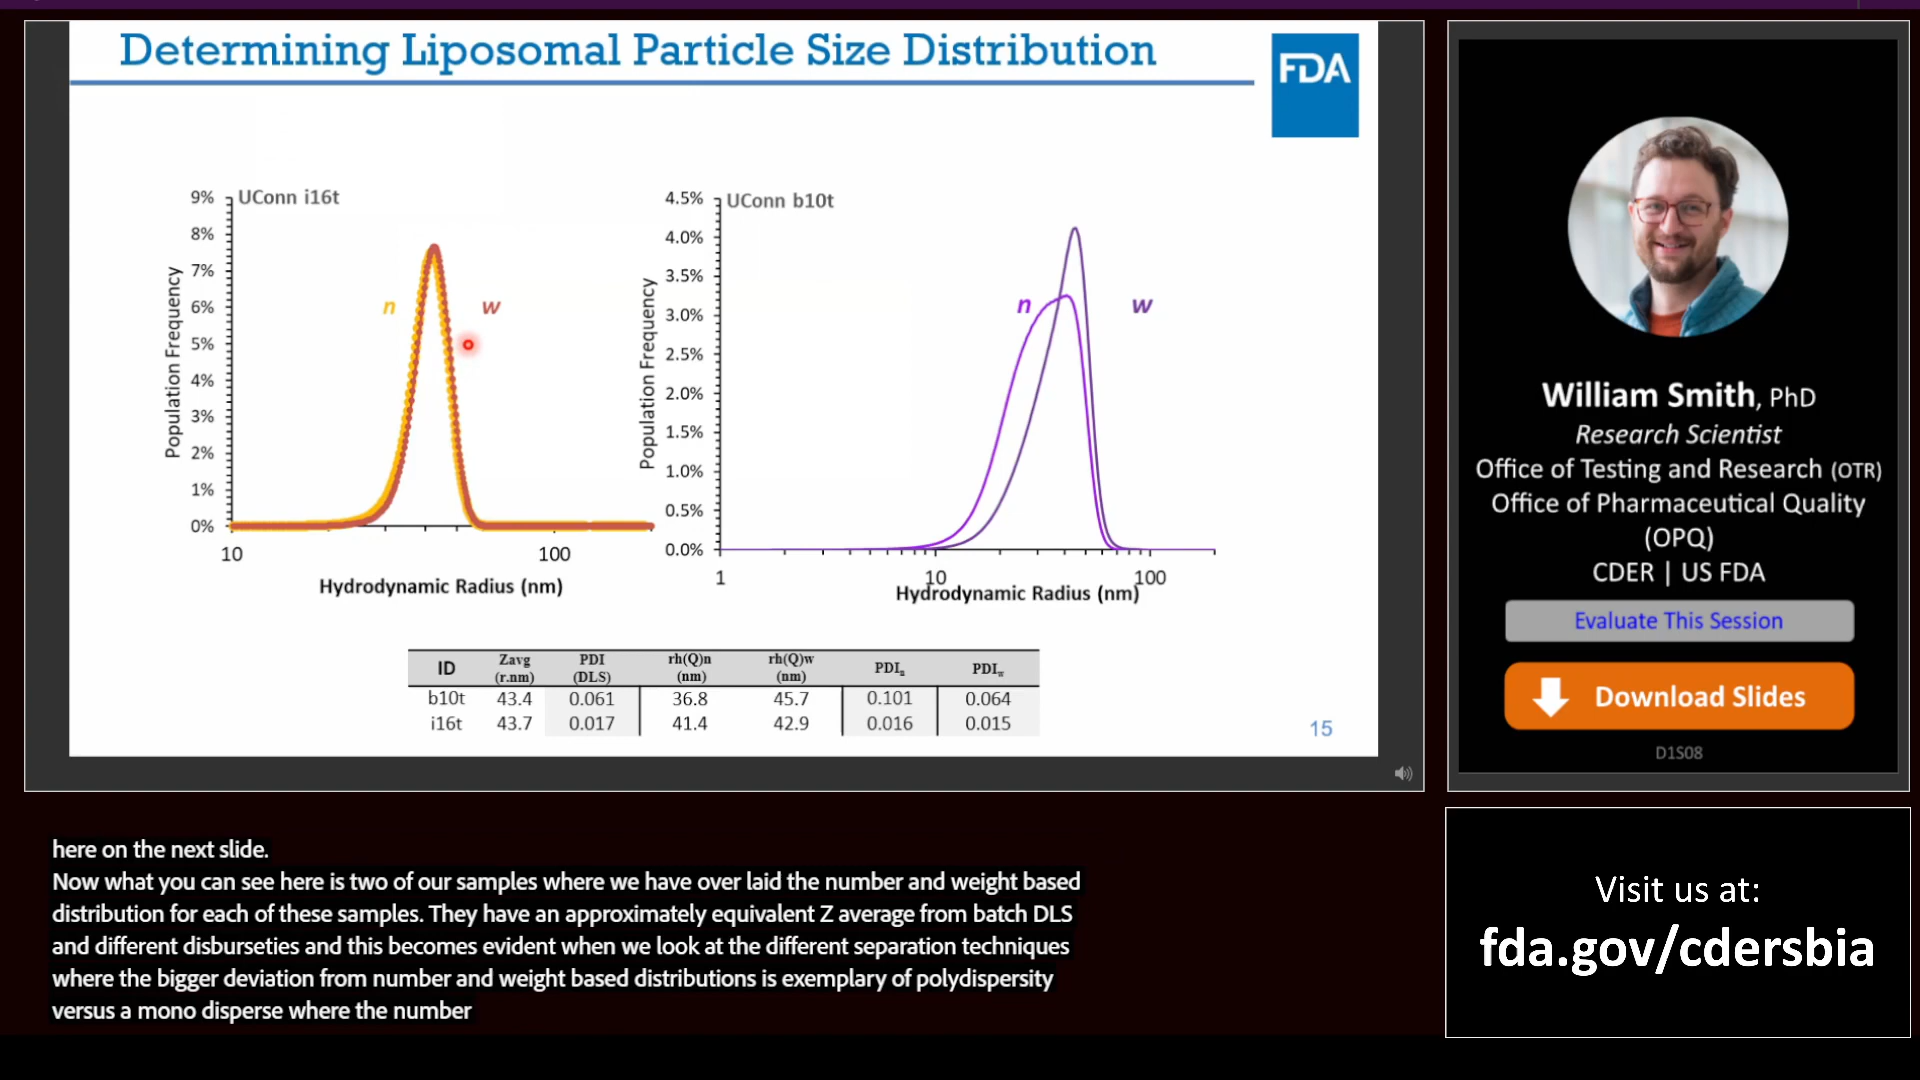 Determining Liposomal Particle Size Distribution
FDA
UConn i16t
9%
8%
7%
6%
5%
4%
3%
2%
1%
0%
Population Frequency
n
w
10
100
Hydrodynamic Radius (nm)
UConn b10t
4.5%
4.0%
3.5%
3.0%
2.5%
2.0%
1.5%
1.0%
0.5%
0.0%
Population Frequency
n
w
1
10
100
Hydrodynamic Radius (nm)
ID Zavg (r.nm) PDI (DLS) rh(Q)n (nm) rh(Q)w (nm) PDIn PDIw
b10t 43.4 0.061 36.8 45.7 0.101 0.064
i16t 43.7 0.017 41.4 42.9 0.016 0.015
15
William Smith, PhD
Research Scientist
Office of Testing and Research (OTR)
Office of Pharmaceutical Quality
(OPQ)
CDER | US FDA
Evaluate This Session
Download Slides
D1S08
here on the next slide.
Now what you can see here is two of our samples where we have over laid the number and weight based
distribution for each of these samples. They have an approximately equivalent Z average from batch DLS
and different disburseties and this becomes evident when we look at the different separation techniques
where the bigger deviation from number and weight based distributions is exemplary of polydispersity
versus a mono disperse where the number
Visit us at:
fda.gov/cdersbia